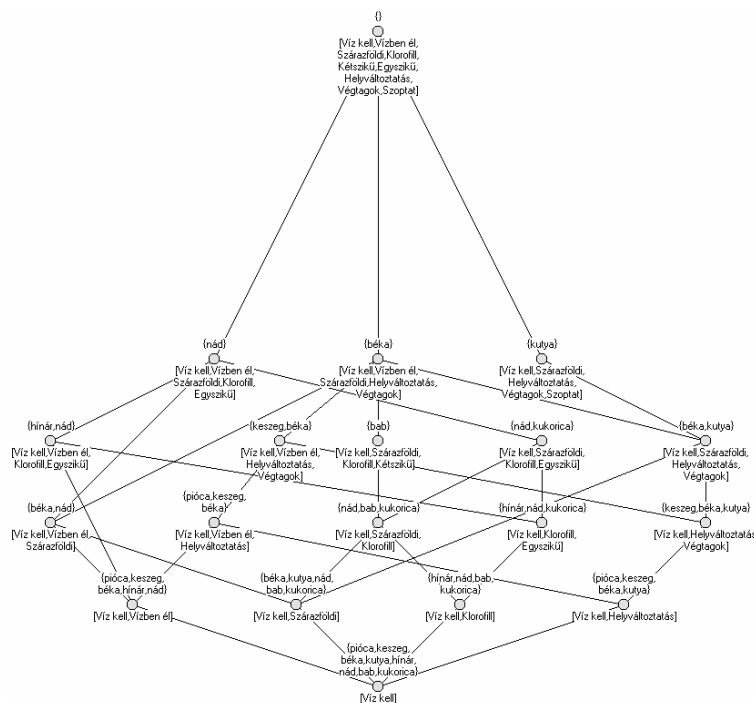 {}
[Víz kell,Vízben él,
Szárazföldi,Klorofill,
Kétszikű,Egyszikű,
Helyváltoztatás,
Végtagok,Szoptat]
{nád}
[Víz kell,Vízben él,
Szárazföldi,Klorofill,
Egyszikű]
{béka}
[Víz kell,Vízben él,
Szárazföldi,Helyváltoztatás,
Végtagok]
{kutya}
[Víz kell,Szárazföldi,
Helyváltoztatás,
Végtagok,Szoptat]
{hínár,nád}
[Víz kell,Vízben él,
Klorofill,Egyszikű]
{keszeg,béka}
[Víz kell,Vízben él,
Helyváltoztatás,
Végtagok]
{bab}
[Víz kell,Szárazföldi,
Klorofill,Kétszikű]
{nád,kukorica}
[Víz kell,Szárazföldi,
Klorofill,Egyszikű]
{béka,kutya}
[Víz kell,Szárazföldi,
Helyváltoztatás,
Végtagok]
{béka,nád}
[Víz kell,Vízben él,
Szárazföldi]
{pióca,keszeg,
béka}
[Víz kell,Vízben él,
Helyváltoztatás]
{nád,bab,kukorica}
[Víz kell,Szárazföldi,
Klorofill]
{hínár,nád,kukorica}
[Víz kell,Klorofill,
Egyszikű]
{keszeg,béka,kutya}
[Víz kell,Helyváltoztatás,
Végtagok]
{pióca,keszeg,
béka,hínár,nád}
[Víz kell,Vízben él]
{béka,kutya,nád,
bab,kukorica}
[Víz kell,Szárazföldi]
{hínár,nád,bab,
kukorica}
[Víz kell,Klorofill]
{pióca,keszeg,
béka,kutya}
[Víz kell,Helyváltoztatás]
{pióca,keszeg,
béka,kutya,hínár,
nád,bab,kukorica}
[Víz kell]